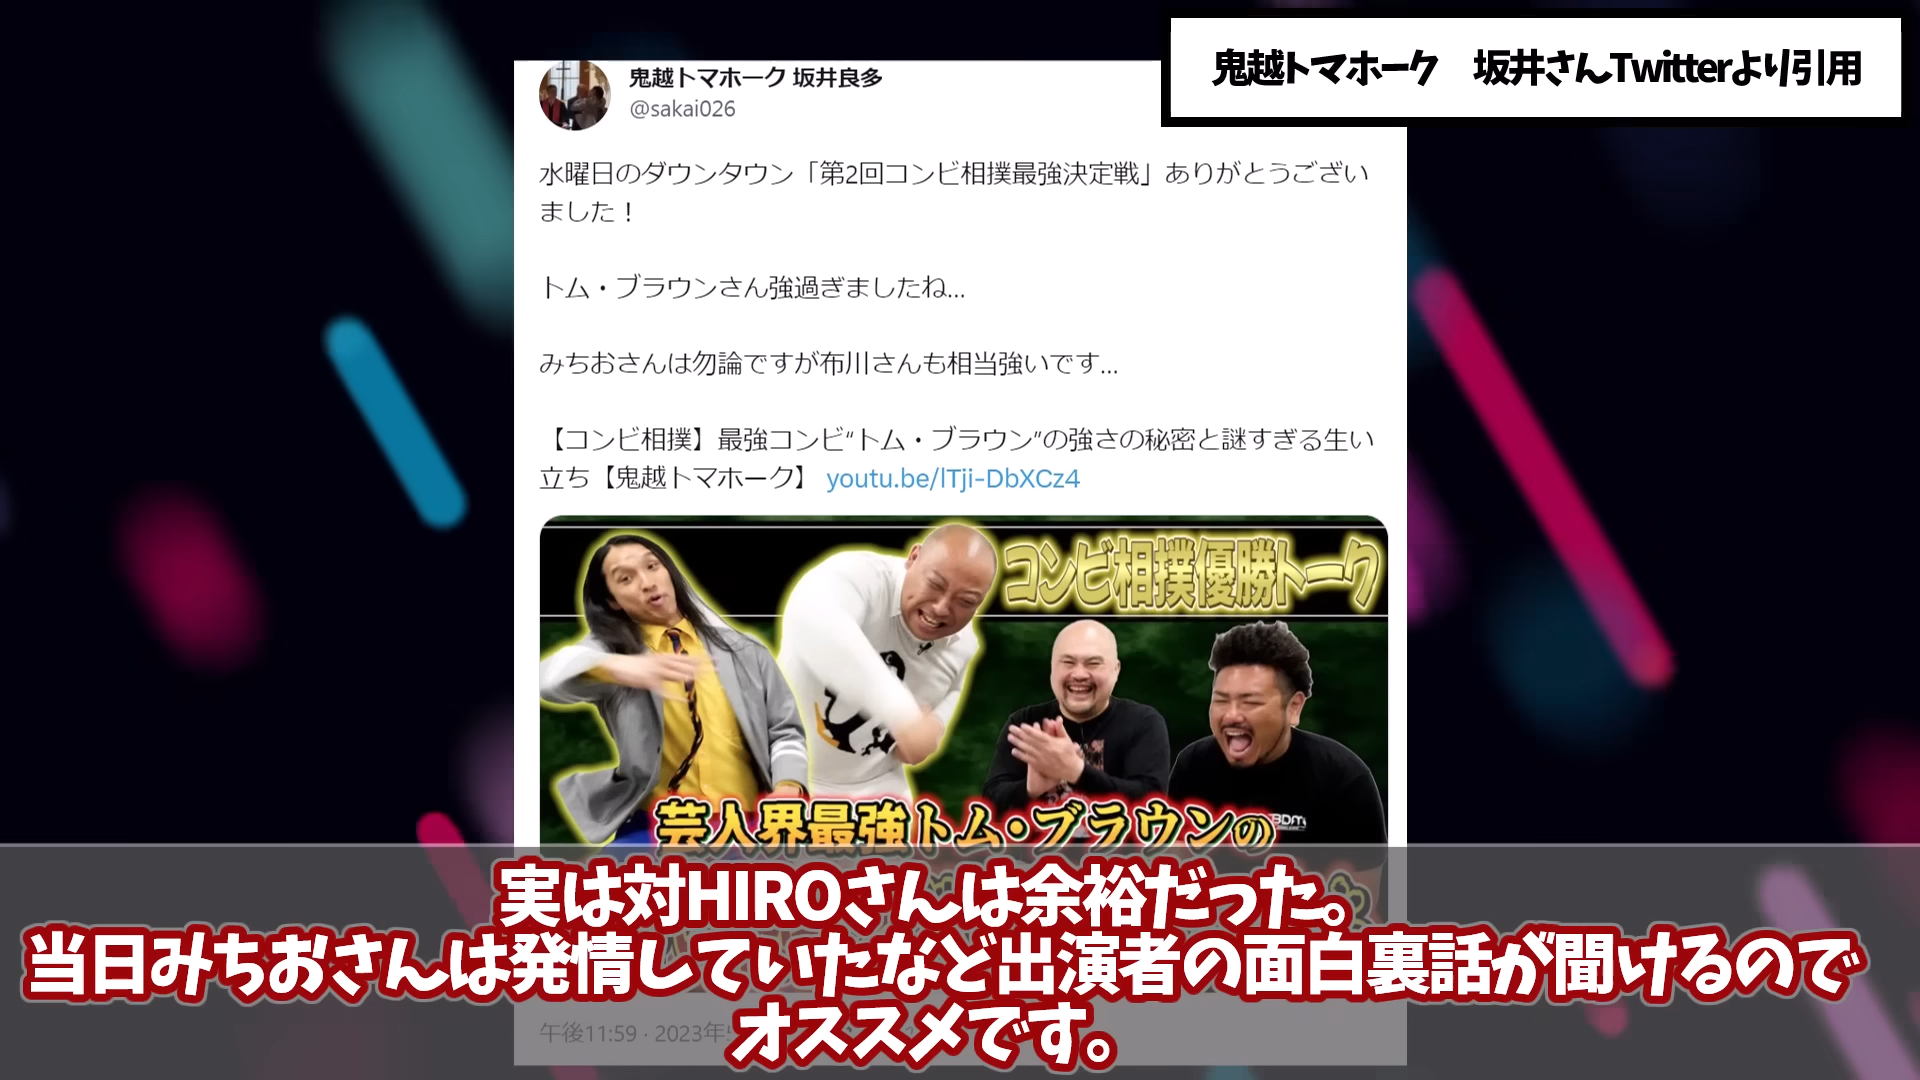 鬼越トマホーク　坂井さんTwitterより引用
鬼越トマホーク 坂井良多
@sakai026
水曜日のダウンタウン「第2回コンビ相撲最強決定戦」ありがとうござい
ました！
トム・ブラウンさん強過ぎましたね...
みちおさんは勿論ですが布川さんも相当強いです...
【コンビ相撲】最強コンビ“トム・ブラウン”の強さの秘密と謎すぎる生い
立ち【鬼越トマホーク】 youtu.be/lTji-DbXCz4
コンビ相撲優勝トーク
芸人界最強トム・ブラウンの
実は対HIROさんは余裕だった。
当日みちおさんは発情していたなど出演者の面白裏話が聞けるので
オススメです。
午後11:59 · 2023年